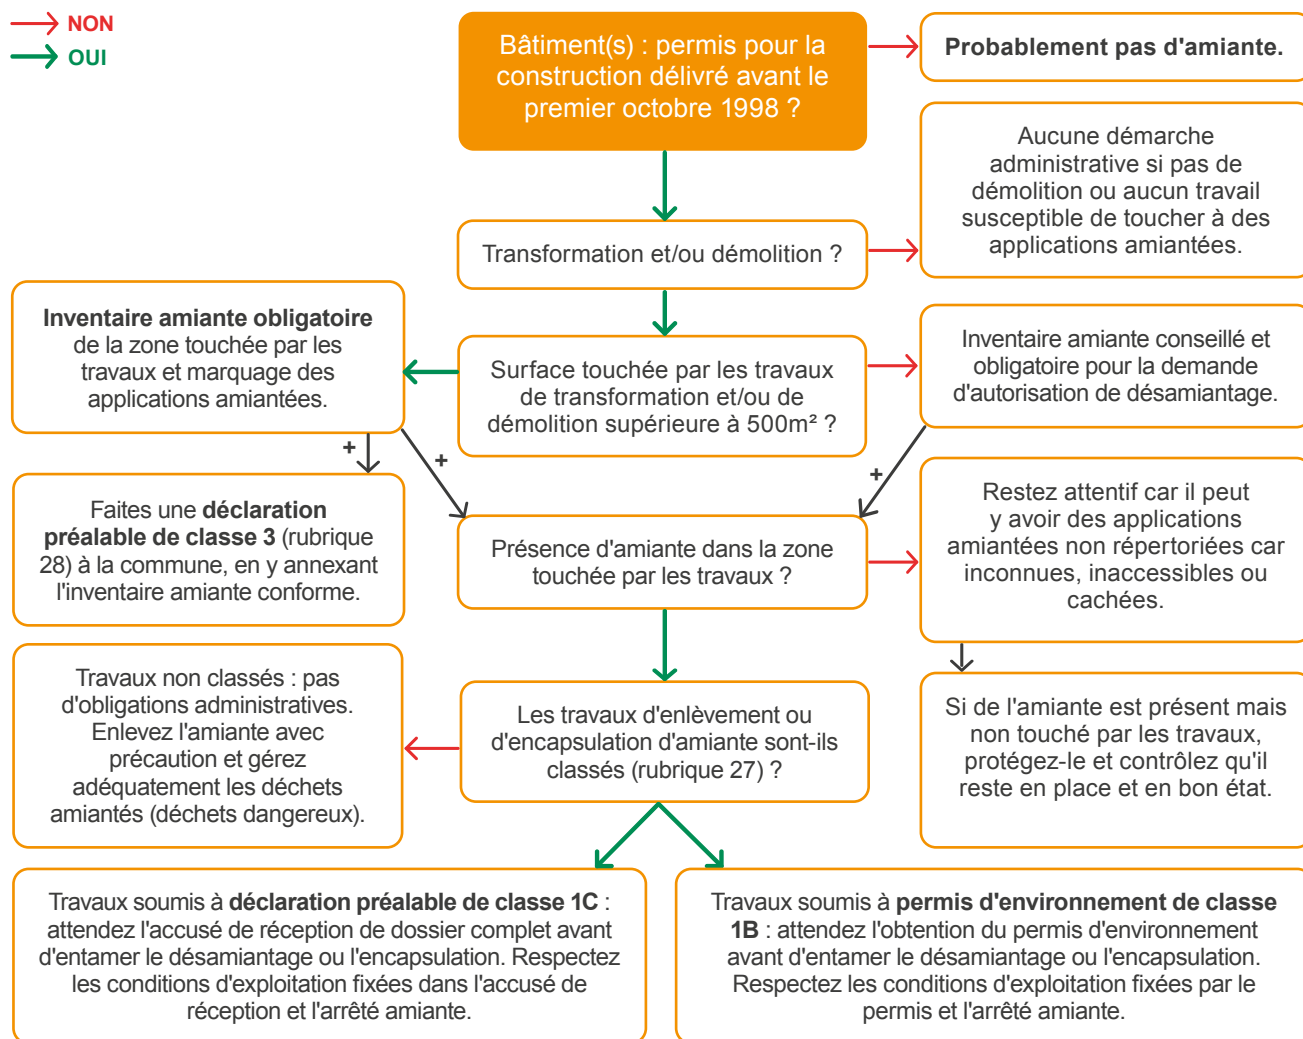 NON
OUI
Bâtiment(s) : permis pour la
construction délivré avant le
premier octobre 1998 ?
Probablement pas d'amiante.
Aucune démarche
administrative si pas de
démolition ou aucun travail
susceptible de toucher à des
applications amiantées.
Transformation et/ou démolition ?
Inventaire amiante obligatoire
de la zone touchée par les
travaux et marquage des
applications amiantées.
Surface touchée par les travaux
de transformation et/ou de
démolition supérieure à 500m² ?
Inventaire amiante conseillé et
obligatoire pour la demande
d'autorisation de désamiantage.
+
+
+
Faites une déclaration
préalable de classe 3 (rubrique
28) à la commune, en y annexant
l'inventaire amiante conforme.
Présence d'amiante dans la zone
touchée par les travaux ?
Restez attentif car il peut
y avoir des applications
amiantées non répertoriées car
inconnues, inaccessibles ou
cachées.
Travaux non classés : pas
d'obligations administratives.
Enlevez l'amiante avec
précaution et gérez
adéquatement les déchets
amiantés (déchets dangereux).
Les travaux d'enlèvement ou
d'encapsulation d'amiante sont-ils
classés (rubrique 27) ?
Si de l'amiante est présent mais
non touché par les travaux,
protégez-le et contrôlez qu'il
reste en place et en bon état.
Travaux soumis à déclaration préalable de classe 1C :
attendez l'accusé de réception de dossier complet avant
d'entamer le désamiantage ou l'encapsulation. Respectez
les conditions d'exploitation fixées dans l'accusé de
réception et l'arrêté amiante.
Travaux soumis à permis d'environnement de classe
1B : attendez l'obtention du permis d'environnement
avant d'entamer le désamiantage ou l'encapsulation.
Respectez les conditions d'exploitation fixées par le
permis et l'arrêté amiante.